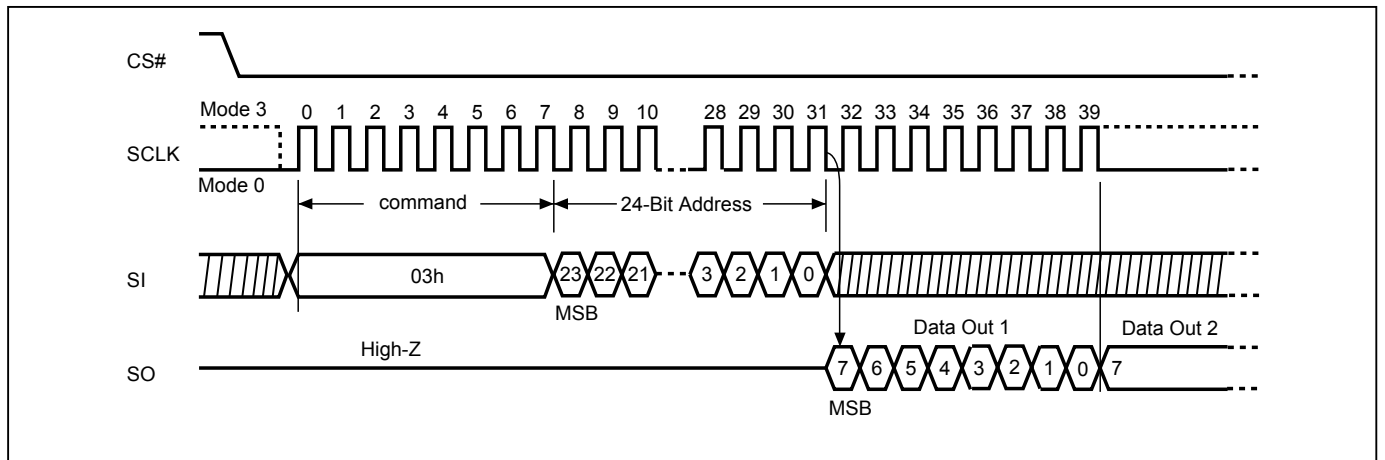 CS#
Mode 3
0 1 2 3 4 5 6 7 8 9 10 28 29 30 31 32 33 34 35 36 37 38 39
SCLK
Mode 0
command
24-Bit Address
SI
03h
23 22 21 3 2 1 0
MSB
Data Out 1
Data Out 2
High-Z
SO
7 6 5 4 3 2 1 0 7
MSB